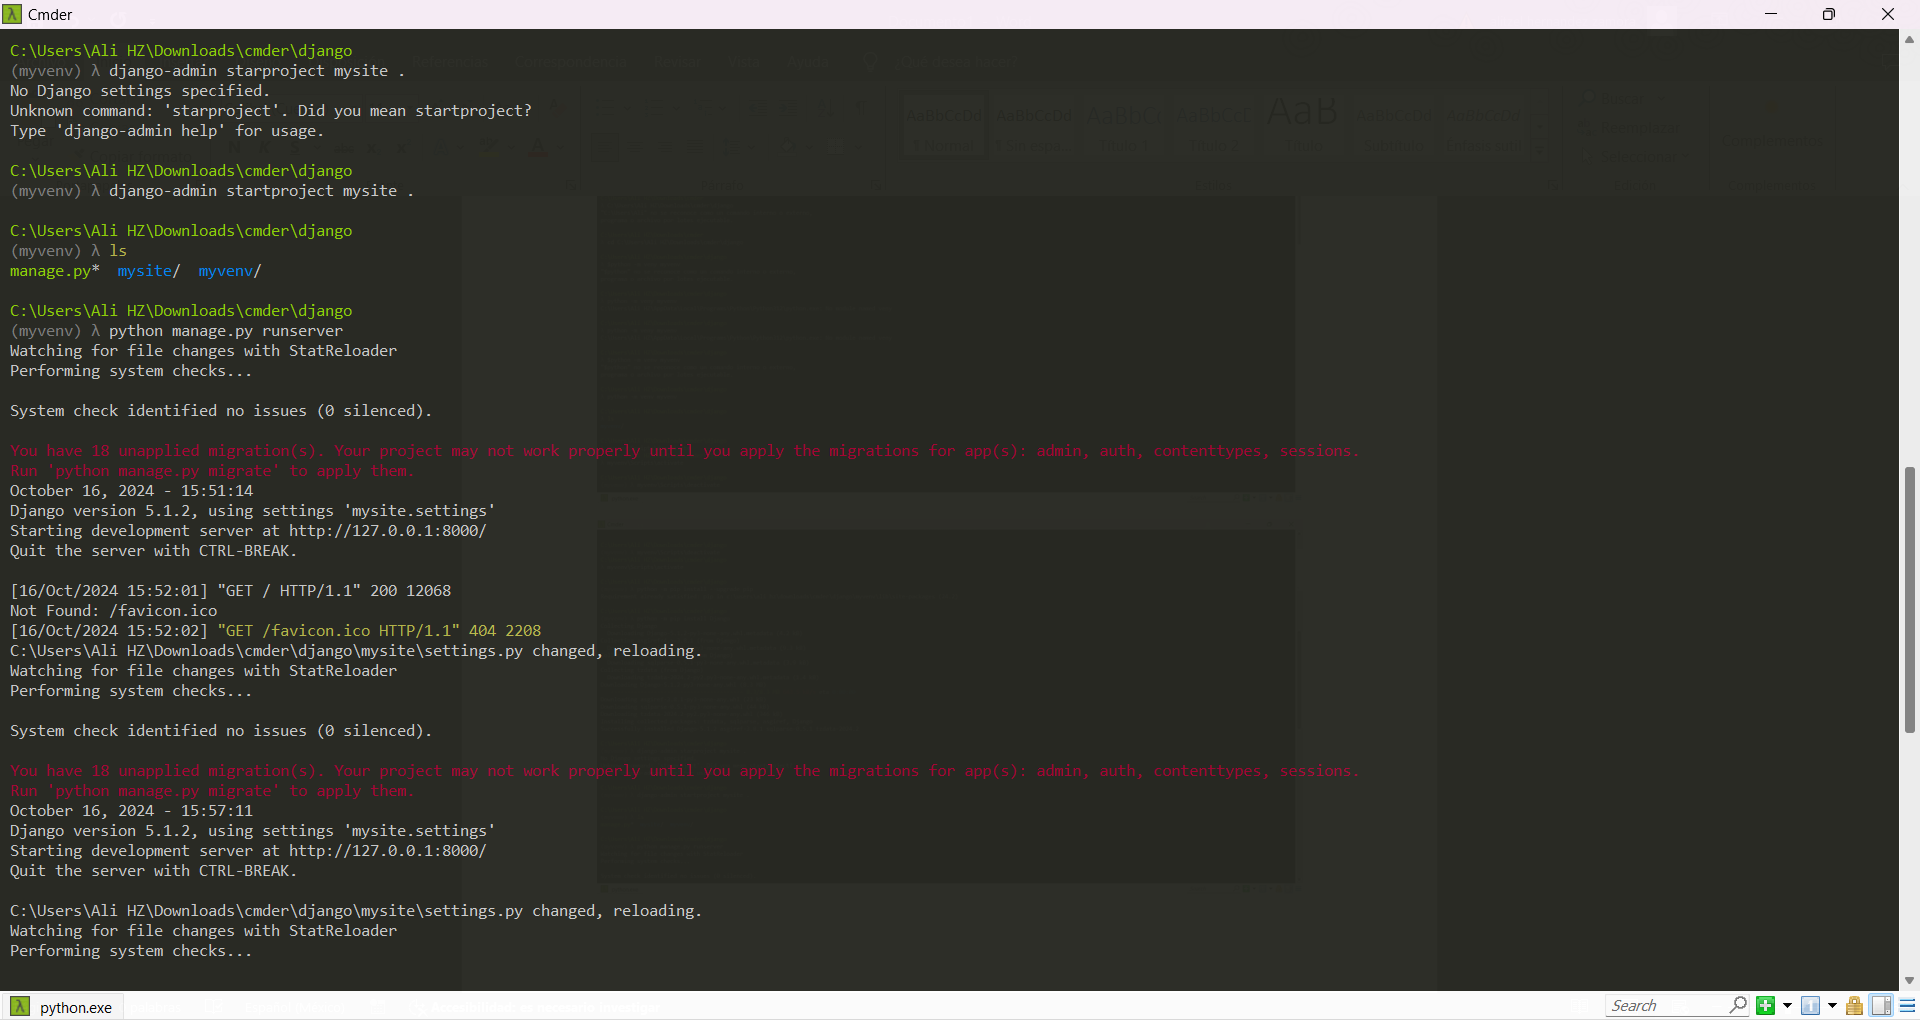 Cmder
C:\Users\Ali HZ\Downloads\cmder\django
(myvenv) λ django-admin starproject mysite .
No Django settings specified.
Unknown command: 'starproject'. Did you mean startproject?
Type 'django-admin help' for usage.
C:\Users\Ali HZ\Downloads\cmder\django
(myvenv) λ django-admin startproject mysite .
C:\Users\Ali HZ\Downloads\cmder\django
(myvenv) λ ls
manage.py* mysite/ myvenv/
C:\Users\Ali HZ\Downloads\cmder\django
(myvenv) λ python manage.py runserver
Watching for file changes with StatReloader
Performing system checks...
System check identified no issues (0 silenced).
You have 18 unapplied migration(s). Your project may not work properly until you apply the migrations for app(s): admin, auth, contenttypes, sessions.
Run 'python manage.py migrate' to apply them.
October 16, 2024 - 15:51:14
Django version 5.1.2, using settings 'mysite.settings'
Starting development server at http://127.0.0.1:8000/
Quit the server with CTRL-BREAK.
[16/Oct/2024 15:52:01] "GET / HTTP/1.1" 200 12068
Not Found: /favicon.ico
[16/Oct/2024 15:52:02] "GET /favicon.ico HTTP/1.1" 404 2208
C:\Users\Ali HZ\Downloads\cmder\django\mysite\settings.py changed, reloading.
Watching for file changes with StatReloader
Performing system checks...
System check identified no issues (0 silenced).
You have 18 unapplied migration(s). Your project may not work properly until you apply the migrations for app(s): admin, auth, contenttypes, sessions.
Run 'python manage.py migrate' to apply them.
October 16, 2024 - 15:57:11
Django version 5.1.2, using settings 'mysite.settings'
Starting development server at http://127.0.0.1:8000/
Quit the server with CTRL-BREAK.
C:\Users\Ali HZ\Downloads\cmder\django\mysite\settings.py changed, reloading.
Watching for file changes with StatReloader
Performing system checks...
python.exe
Search